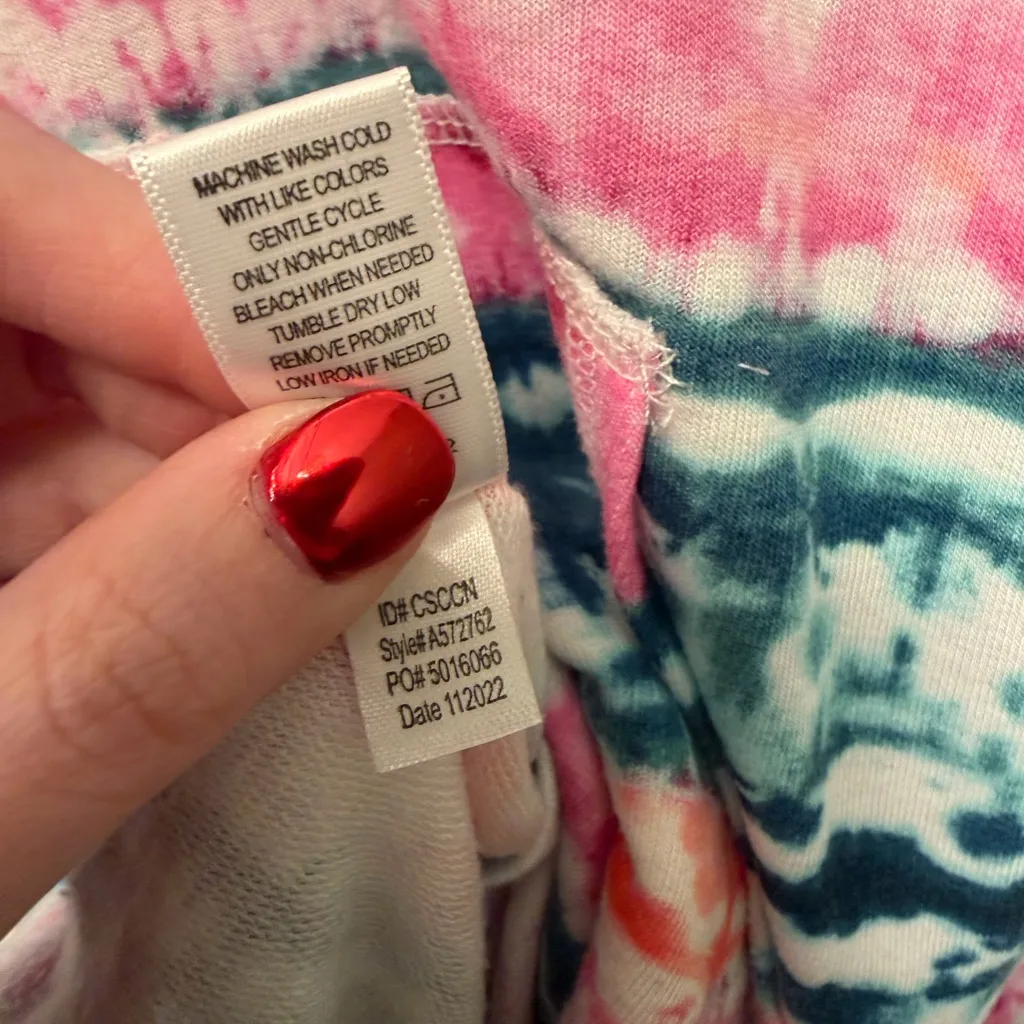 MACHINE WASH COLD
WITH LIKE COLORS
GENTLE CYCLE
ONLY NON-CHLORINE
BLEACH WHEN NEEDED
TUMBLE DRY LOW
REMOVE PROMPTLY
LOW IRON IF NEEDED
ID# CSCCN
Style# A572762
PO# 5016066
Date 112022